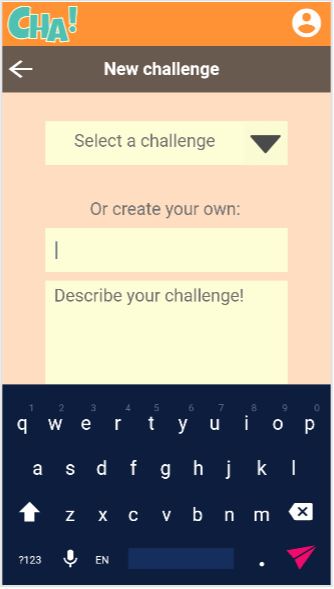 CHA!
New challenge
Select a challenge
Or create your own:
Describe your challenge!
1 2 3 4 5 6 7 8 9 0
q w e r t y u i o p
a s d f g h j k l
z x c v b n m
?123 EN .